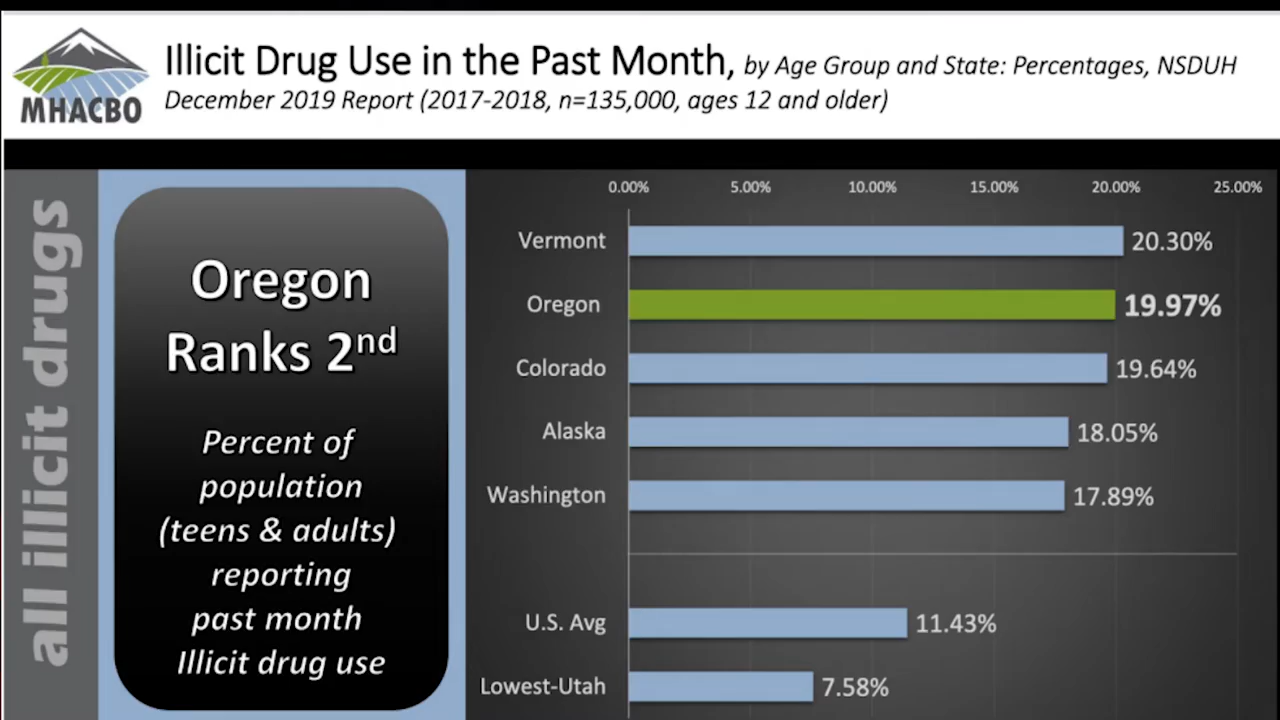 Illicit Drug Use in the Past Month, by Age Group and State: Percentages, NSDUH
December 2019 Report (2017-2018, n=135,000, ages 12 and older)
MHACBO
all illicit drugs
Oregon
Ranks 2nd
Percent of
population
(teens & adults)
reporting
past month
Illicit drug use
0.00% 5.00% 10.00% 15.00% 20.00% 25.00%
Vermont 20.30%
Oregon 19.97%
Colorado 19.64%
Alaska 18.05%
Washington 17.89%
U.S. Avg 11.43%
Lowest-Utah 7.58%